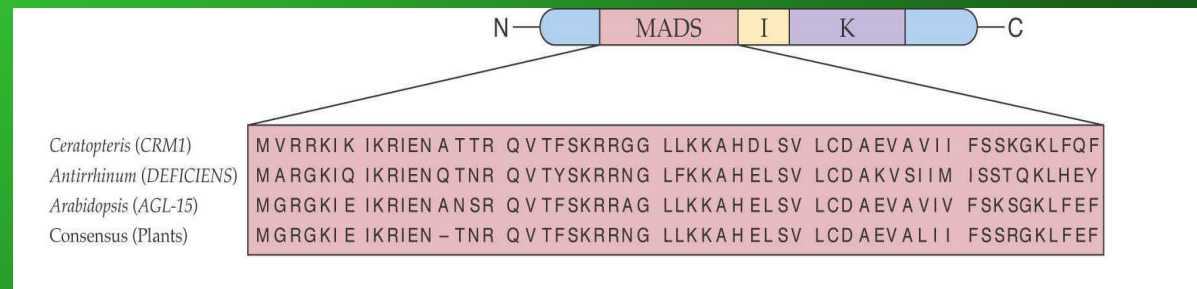 N MADS I K C
Ceratopteris (CRM1) MVRRKIK IKRIENATTR QVTFSKRRGG LLKKAHDLSV LCDAEVAVII FSSKGKLFQF
Antirrhinum (DEFICIENS) MARGKIQ IKRIENQTNR QVTYSKRRNG LFKKAHELSV LCDAKVSIIM ISSTQKLHEY
Arabidopsis (AGL-15) MGRGKIE IKRIENANSR QVTFSKRRAG LLKKAHELSV LCDAEVAVIV FSKSGKLFEF
Consensus (Plants) MGRGKIE IKRIEN–TNR QVTFSKRRNG LLKKAHELSV LCDAEVALII FSSRGKLFEF